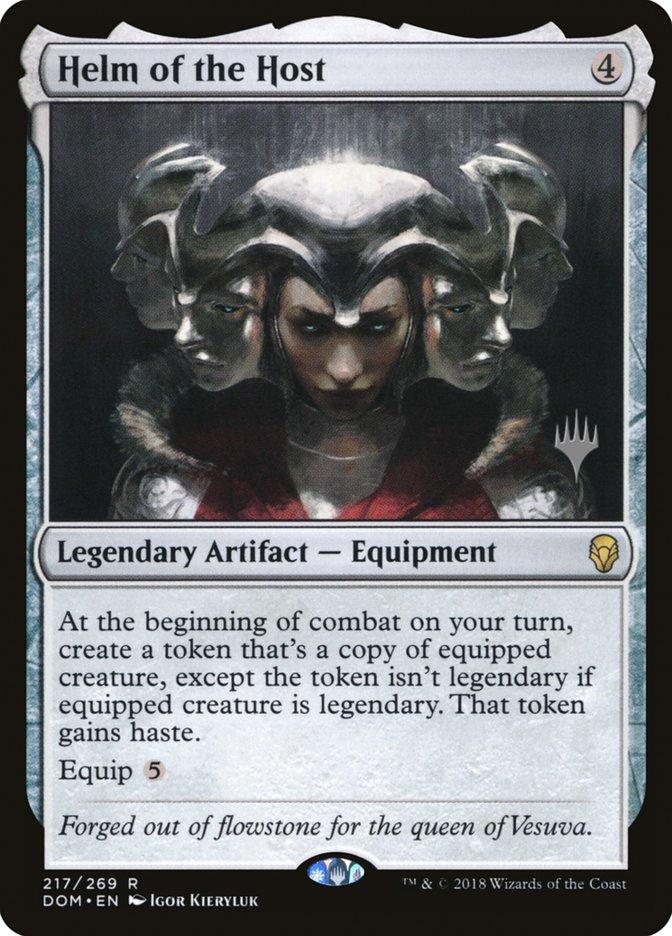 Helm of the Host 4
Legendary Artifact — Equipment
At the beginning of combat on your turn,
create a token that's a copy of equipped
creature, except the token isn't legendary if
equipped creature is legendary. That token
gains haste.
Equip 5
Forged out of flowstone for the queen of Vesuva.
217/269 R
DOM • EN Igor Kieryluk
™ & © 2018 Wizards of the Coast